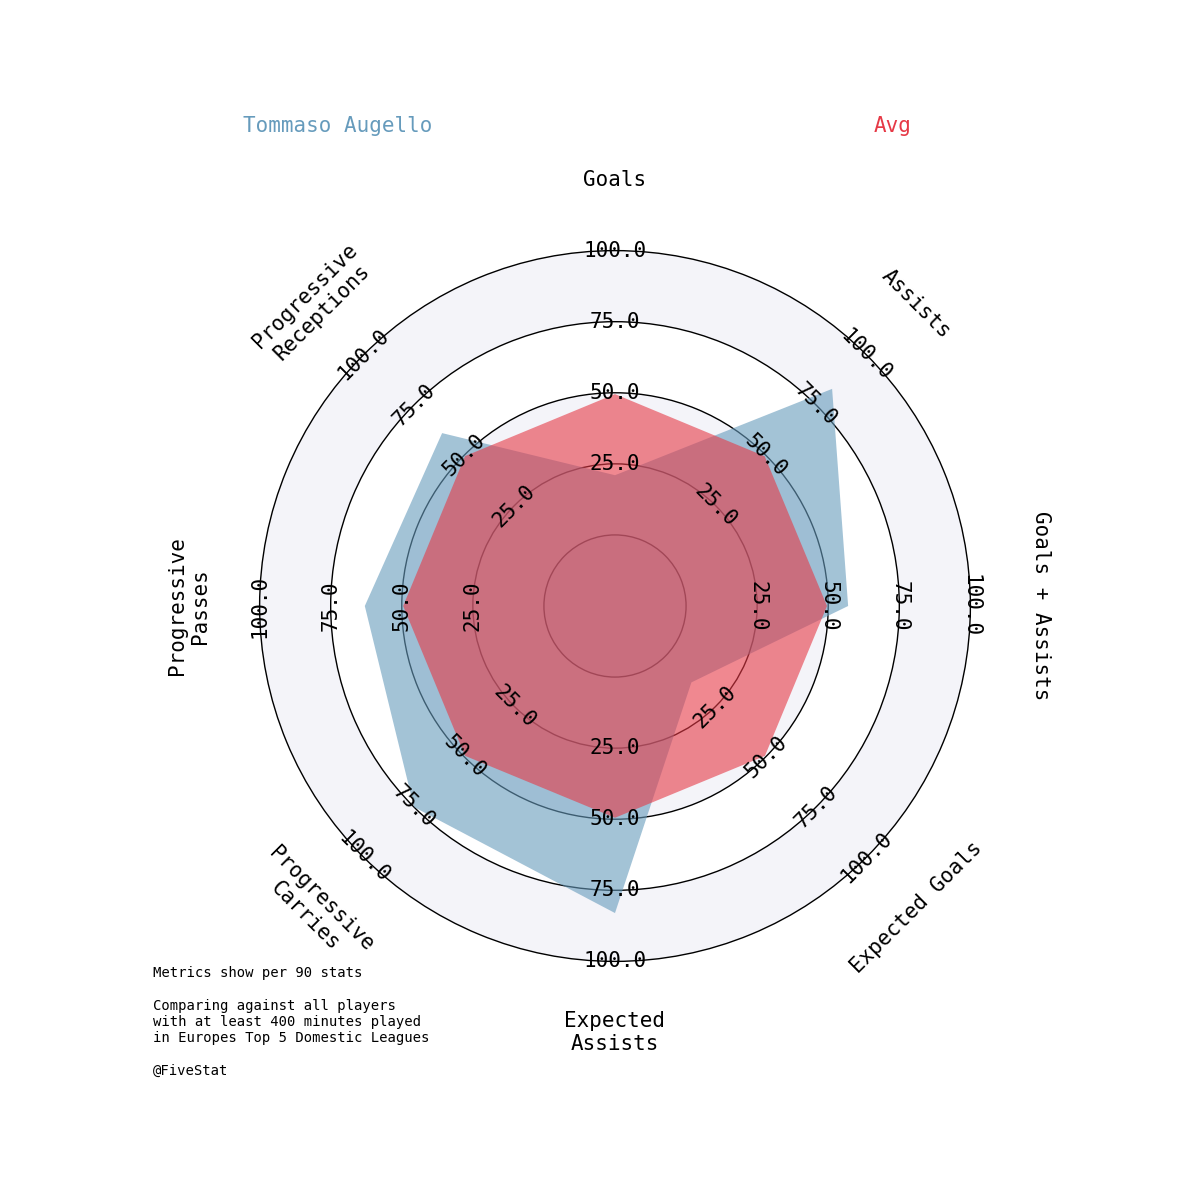 Tommaso Augello
Avg
Goals
Assists
Goals + Assists
Expected Goals
Expected
Assists
Progressive
Carries
Progressive
Passes
Progressive
Receptions
25.0
50.0
75.0
100.0
25.0
50.0
75.0
100.0
25.0
50.0
75.0
100.0
25.0
50.0
75.0
100.0
25.0
50.0
75.0
100.0
25.0
50.0
75.0
100.0
25.0
50.0
75.0
100.0
25.0
50.0
75.0
100.0
Metrics show per 90 stats
Comparing against all players
with at least 400 minutes played
in Europes Top 5 Domestic Leagues
@FiveStat